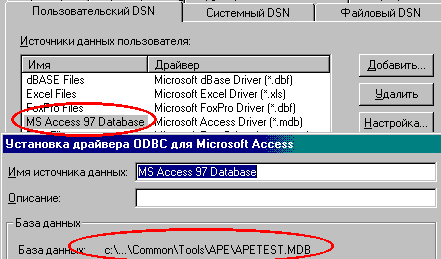 Пользовательский DSN Системный DSN Файловый DSN
Источники данных пользователя:
Имя Драйвер
dBASE Files Microsoft dBase Driver (*.dbf)
Excel Files Microsoft Excel Driver (*.xls)
FoxPro Files Microsoft FoxPro Driver (*.dbf)
MS Access 97 Database Microsoft Access Driver (*.mdb)
Добавить...
Удалить
Настройка...
Установка драйвера ODBC для Microsoft Access
Имя источника данных: MS Access 97 Database
Описание:
База данных
База данных: c:\...\Common\Tools\APE\APETEST.MDB